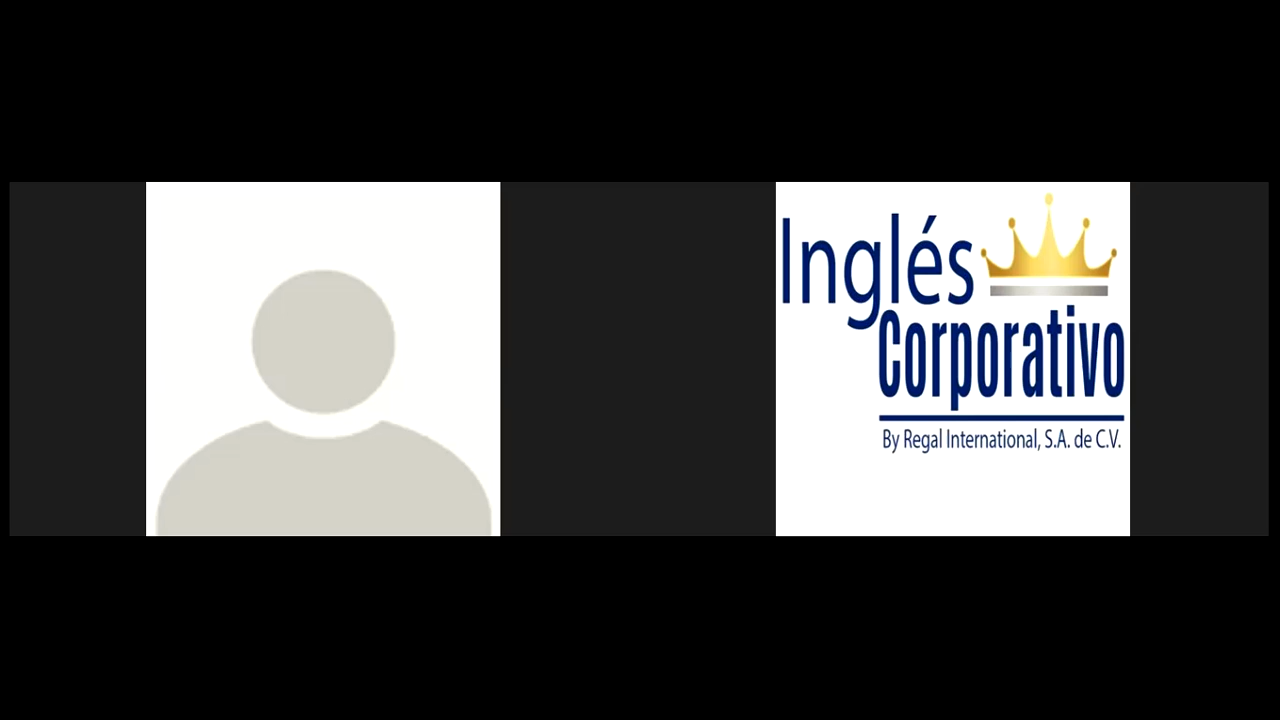 Inglés
Corporativo
By Regal International, S.A. de C.V.